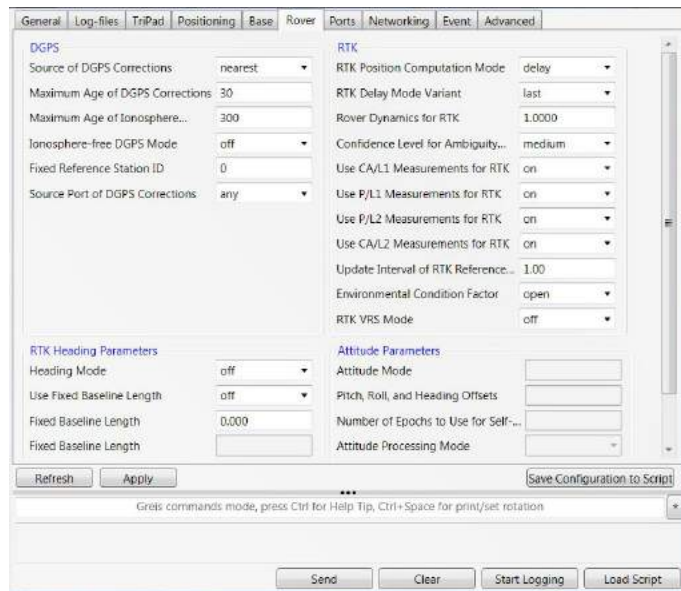 General Log-files TriPad Positioning Base Rover Ports Networking Event Advanced
DGPS
Source of DGPS Corrections nearest
Maximum Age of DGPS Corrections 30
Maximum Age of Ionosphere... 300
Ionosphere-free DGPS Mode off
Fixed Reference Station ID 0
Source Port of DGPS Corrections any
RTK
RTK Position Computation Mode delay
RTK Delay Mode Variant last
Rover Dynamics for RTK 1.0000
Confidence Level for Ambiguity... medium
Use CA/L1 Measurements for RTK on
Use P/L1 Measurements for RTK on
Use P/L2 Measurements for RTK on
Use CA/L2 Measurements for RTK on
Update Interval of RTK Reference... 1.00
Environmental Condition Factor open
RTK VRS Mode off
RTK Heading Parameters
Heading Mode off
Use Fixed Baseline Length off
Fixed Baseline Length 0.000
Fixed Baseline Length
Attitude Parameters
Attitude Mode
Pitch, Roll, and Heading Offsets
Number of Epochs to Use for Self-...
Attitude Processing Mode
Refresh Apply Save Configuration to Script
Greis commands mode, press Ctrl for Help Tip, Ctrl+Space for print/set rotation
Send Clear Start Logging Load Script